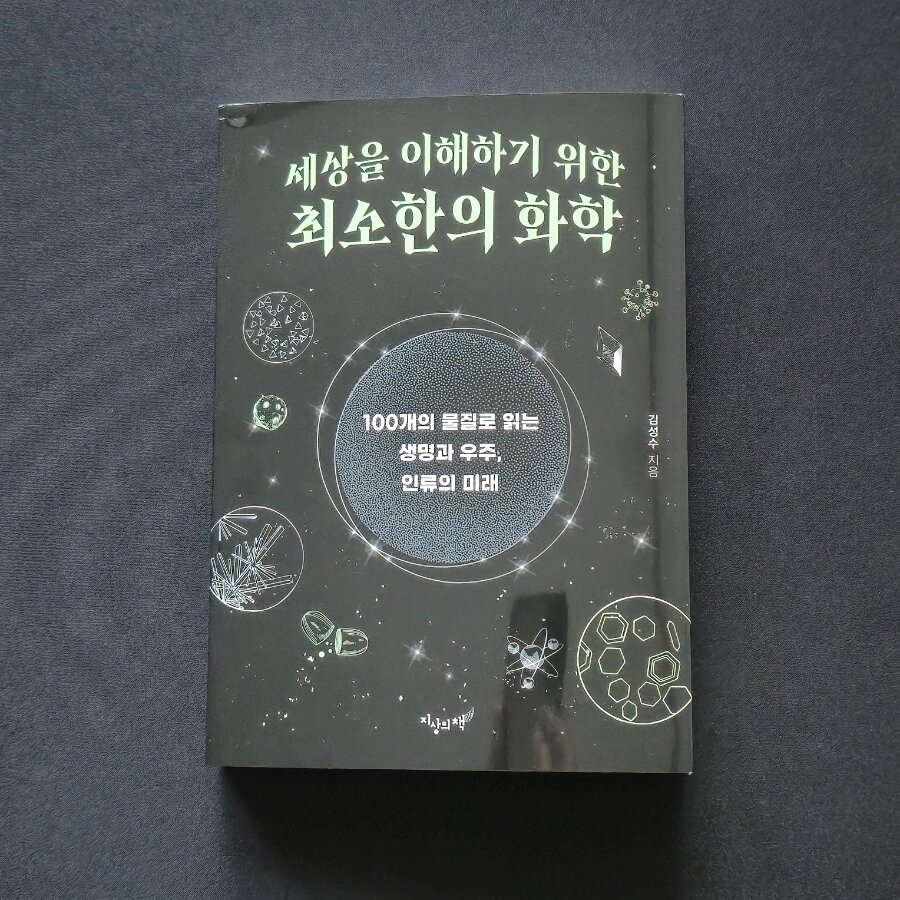 세상을 이해하기 위한
최소한의 화학
100개의 물질로 읽는
생명과 우주,
인류의 미래
김성수 지음
지상의책